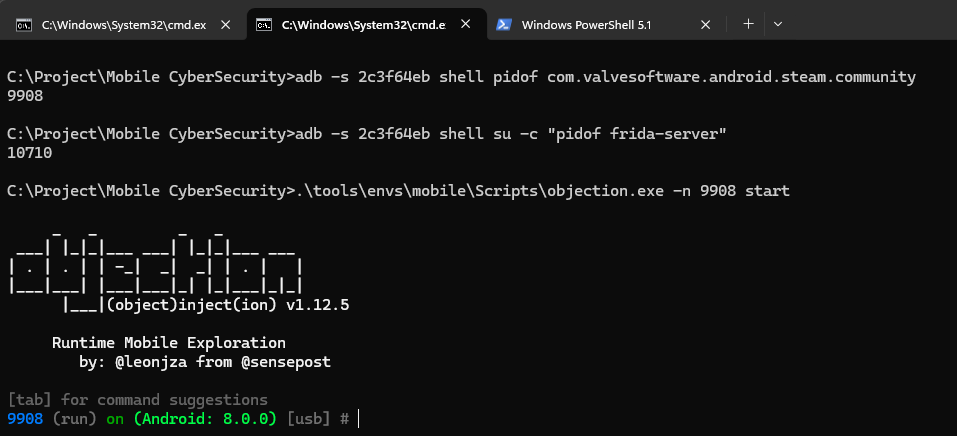 C:\Windows\System32\cmd.ex
C:\Windows\System32\cmd.e
Windows PowerShell 5.1
C:\Project\Mobile CyberSecurity>adb -s 2c3f64eb shell pidof com.valvesoftware.android.steam.community
9908
C:\Project\Mobile CyberSecurity>adb -s 2c3f64eb shell su -c "pidof frida-server"
10710
C:\Project\Mobile CyberSecurity>.\tools\envs\mobile\Scripts\objection.exe -n 9908 start
objection
|___|(object)inject(ion) v1.12.5
Runtime Mobile Exploration
by: @leonjza from @sensepost
[tab] for command suggestions
9908 (run) on (Android: 8.0.0) [usb] #